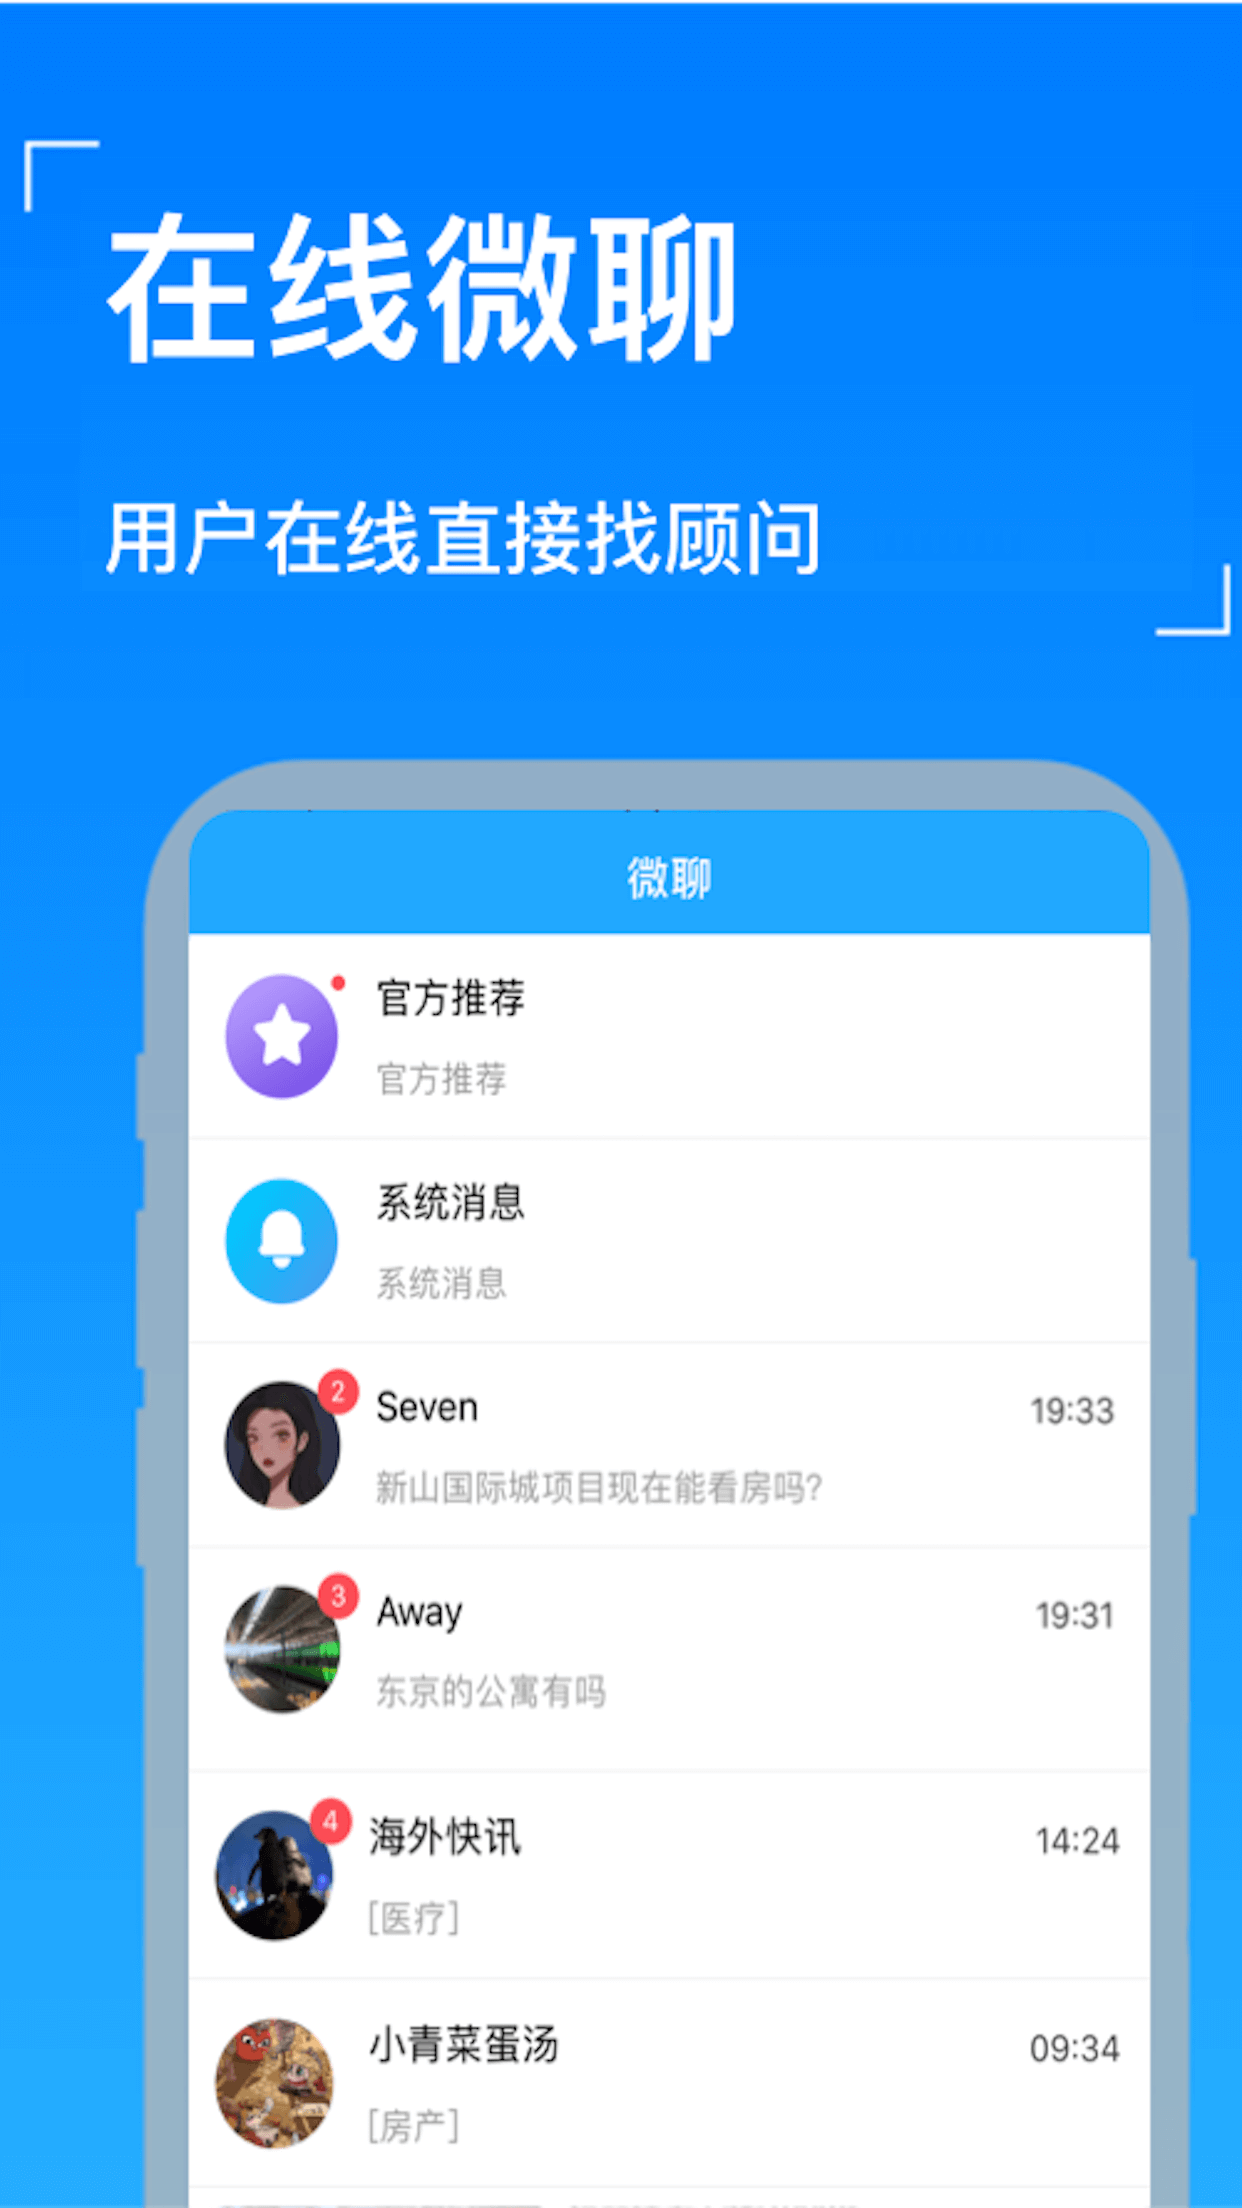 在线微聊
用户在线直接找顾问
微聊
官方推荐
官方推荐
系统消息
系统消息
2
Seven
19:33
新山国际城项目现在能看房吗?
3
Away
19:31
东京的公寓有吗
4
海外快讯
14:24
[医疗]
小青菜蛋汤
09:34
[房产]